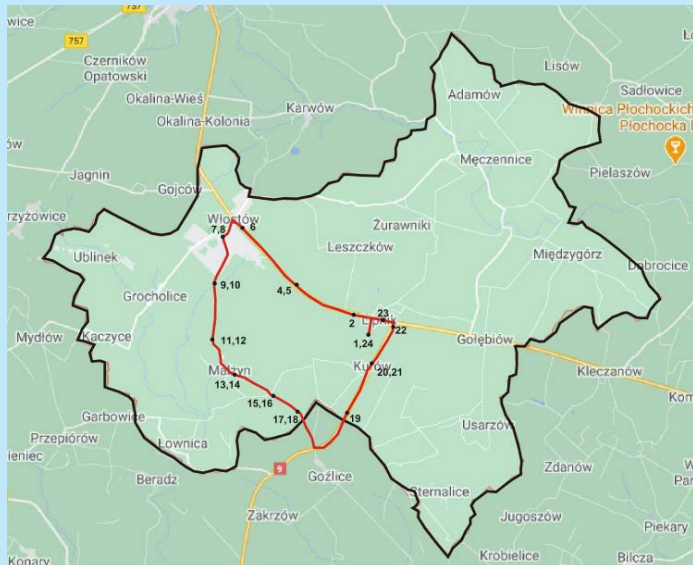 wice
757
757
Czerników
Opatowski
Lisów
Sadłowice
Adamów
Okalina-Wieś
Karwów
Okalina-Kolonia
Winnica Płochockich
Płochocka
ów
Jagnin
Gojców
Męczennice
Pielaszów
rzyżowice
Włostów
7,8
6
Żurawniki
Leszczków
Międzygórz
Ublinek
Dobrocice
Grocholice
9,10
4,5
2
23
Lipnik
22
1,24
Mydłów
Kaczyce
11,12
Gołębiów
Kurów
20,21
Kleczanów
Malżyn
13,14
15,16
17,18
19
Kom
Garbowice
Przepiórów
Usarzów
Łownica
ieniec
Beradz
9
Goźlice
Zdanów
Sternalice
Zakrzów
Jugoszów
Piekary
Konary
Krobielice
Bilcza